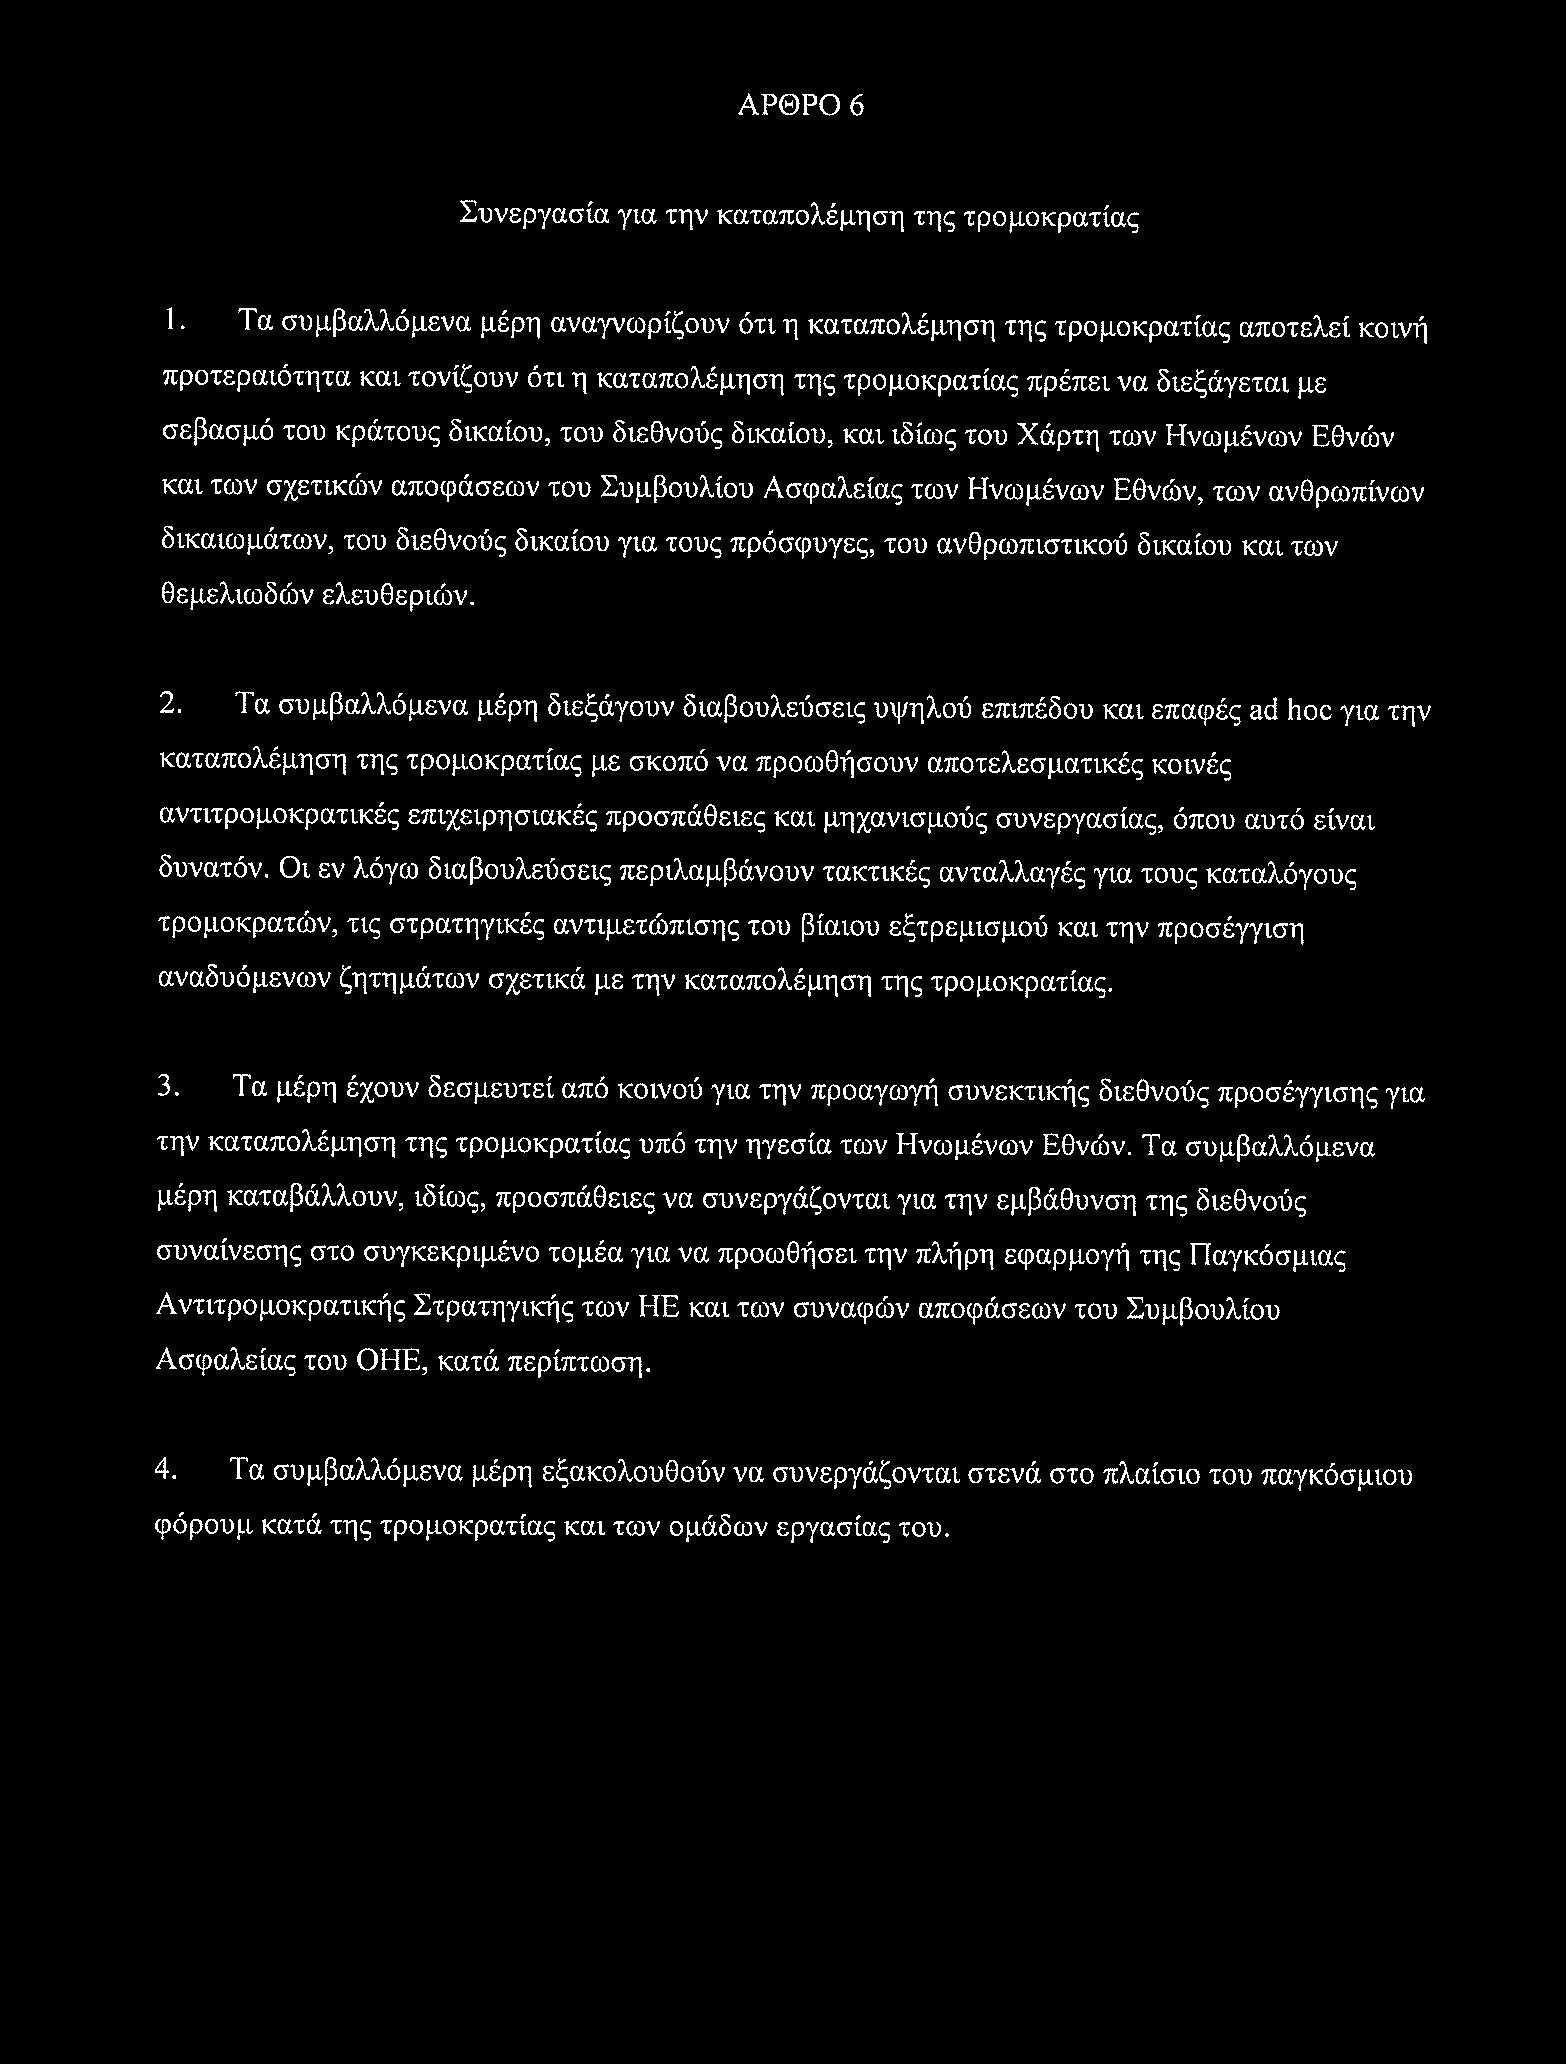 ΑΡΘΡΟ 6
Συνεργασία για την καταπολέμηση της τρομοκρατίας
1. Τα συμβαλλόμενα μέρη αναγνωρίζουν ότι η καταπολέμηση της τρομοκρατίας αποτελεί κοινή
προτεραιότητα και τονίζουν ότι η καταπολέμηση της τρομοκρατίας πρέπει να διεξάγεται με
σεβασμό του κράτους δικαίου, του διεθνούς δικαίου, και ιδίως του Χάρτη των Ηνωμένων Εθνών
και των σχετικών αποφάσεων του Συμβουλίου Ασφαλείας των Ηνωμένων Εθνών, των ανθρωπίνων
δικαιωμάτων, του διεθνούς δικαίου για τους πρόσφυγες, του ανθρωπιστικού δικαίου και των
θεμελιωδών ελευθεριών.
2. Τα συμβαλλόμενα μέρη διεξάγουν διαβουλεύσεις υψηλού επιπέδου και επαφές ad hoc για την
καταπολέμηση της τρομοκρατίας με σκοπό να προωθήσουν αποτελεσματικές κοινές
αντιτρομοκρατικές επιχειρησιακές προσπάθειες και μηχανισμούς συνεργασίας, όπου αυτό είναι
δυνατόν. Οι εν λόγω διαβουλεύσεις περιλαμβάνουν τακτικές ανταλλαγές για τους καταλόγους
τρομοκρατών, τις στρατηγικές αντιμετώπισης του βίαιου εξτρεμισμού και την προσέγγιση
αναδυόμενων ζητημάτων σχετικά με την καταπολέμηση της τρομοκρατίας.
3. Τα μέρη έχουν δεσμευτεί από κοινού για την προαγωγή συνεκτικής διεθνούς προσέγγισης για
την καταπολέμηση της τρομοκρατίας υπό την ηγεσία των Ηνωμένων Εθνών. Τα συμβαλλόμενα
μέρη καταβάλλουν, ιδίως, προσπάθειες να συνεργάζονται για την εμβάθυνση της διεθνούς
συναίνεσης στο συγκεκριμένο τομέα για να προωθήσει την πλήρη εφαρμογή της Παγκόσμιας
Αντιτρομοκρατικής Στρατηγικής των ΗΕ και των συναφών αποφάσεων του Συμβουλίου
Ασφαλείας του ΟΗΕ, κατά περίπτωση.
4. Τα συμβαλλόμενα μέρη εξακολουθούν να συνεργάζονται στενά στο πλαίσιο του παγκόσμιου
φόρουμ κατά της τρομοκρατίας και των ομάδων εργασίας του.